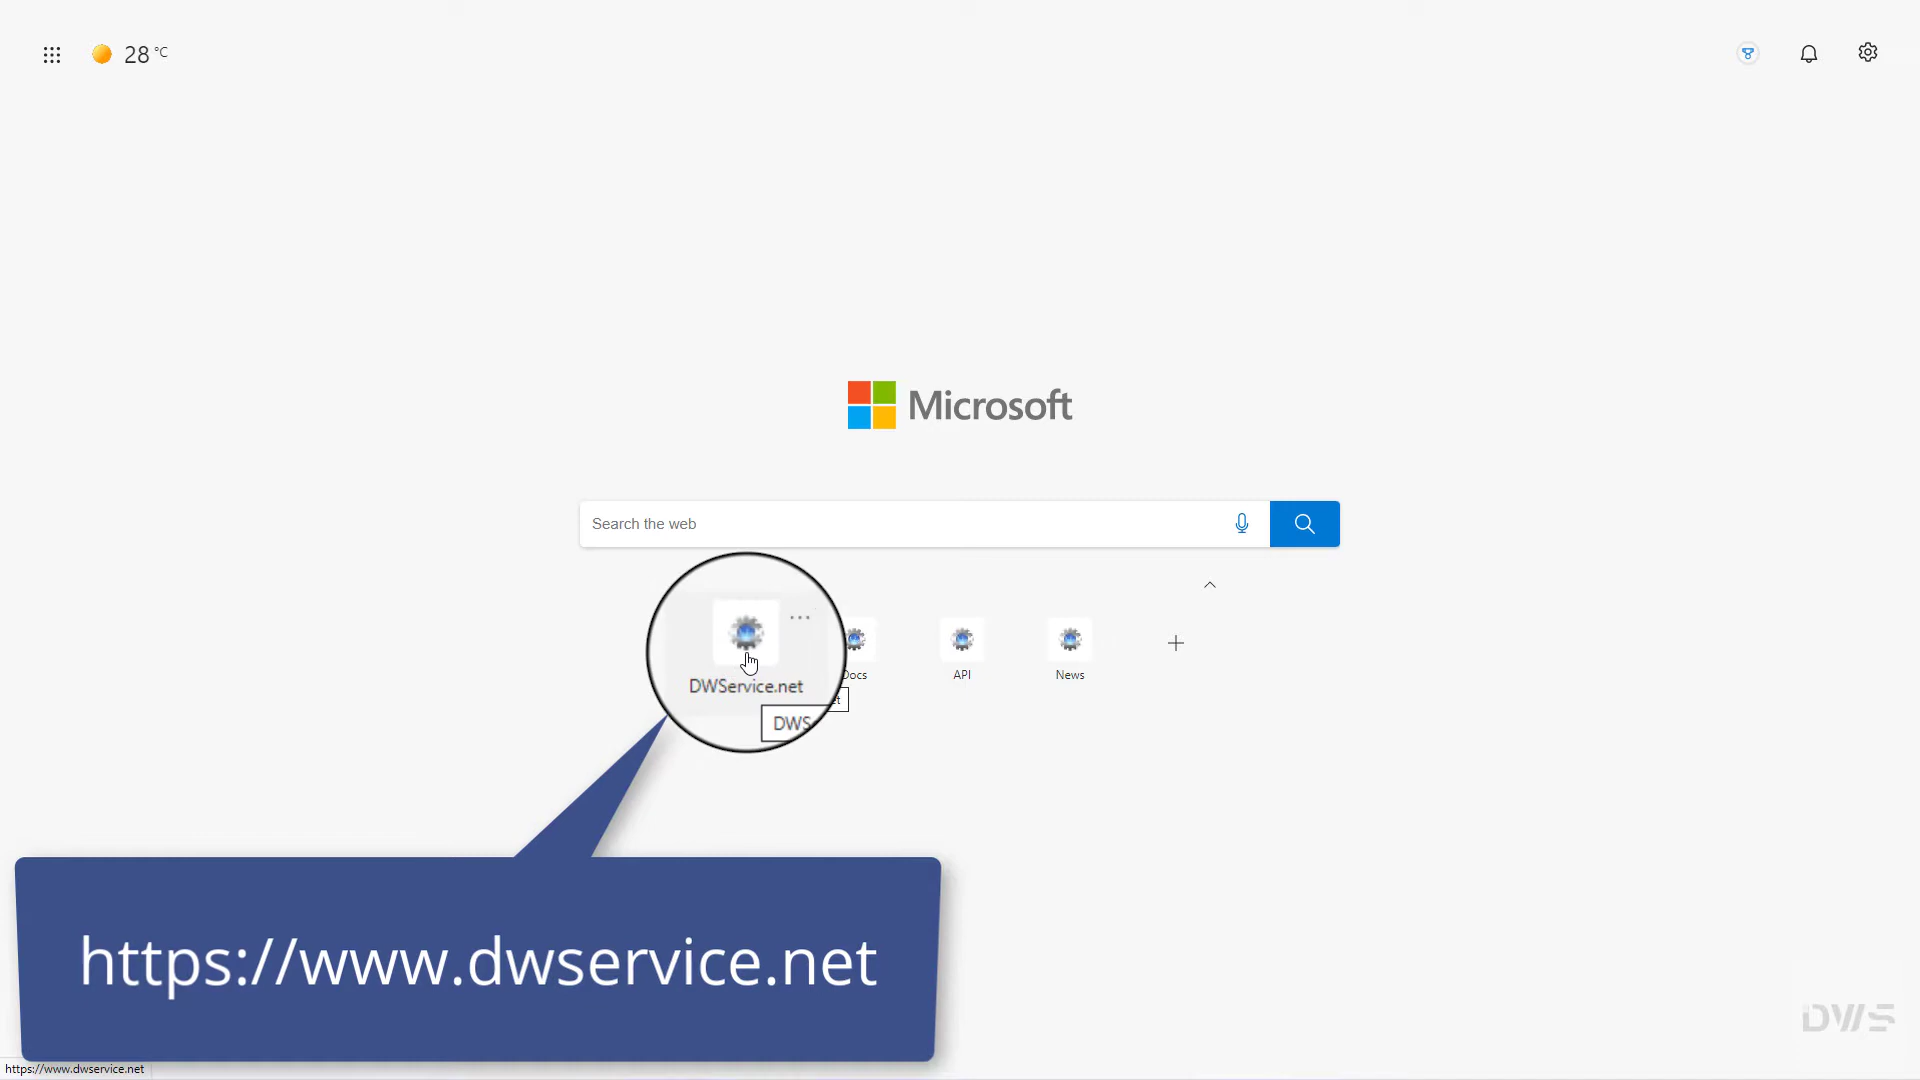 28 °C
Microsoft
Search the web
DWService.net
Docs
API
News
DWS
et
https://www.dwservice.net
DWS
https://www.dwservice.net